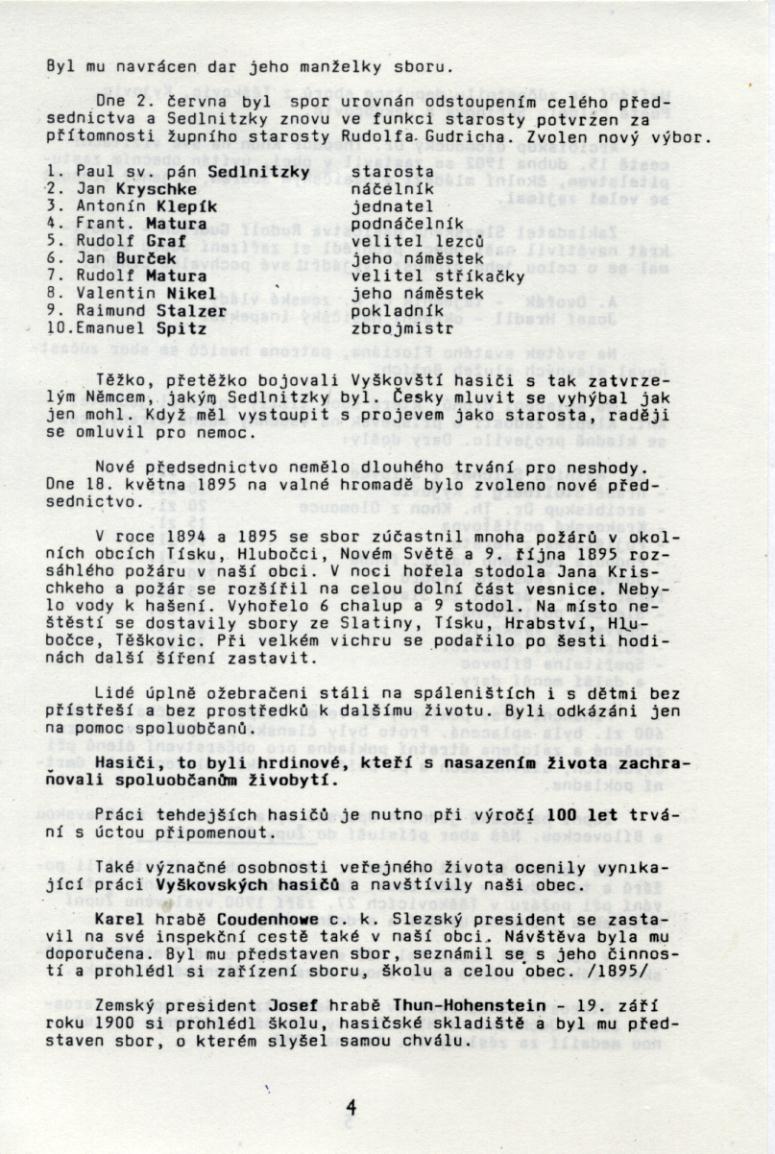 Byl mu navrácen dar jeho manželky sboru.
Dne 2. června byl spor urovnán odstoupením celého před-
sednictva a Sedlnitzky znovu ve funkci starosty potvrzen za
přítomnosti župního starosty Rudolfa Gudricha. Zvolen nový výbor.
1. Paul sv. pán Sedlnitzky starosta
2. Jan Kryschke náčelník
3. Antonín Klepík jednatel
4. Frant. Matura podnáčelník
5. Rudolf Graf velitel lezců
6. Jan Burček jeho náměstek
7. Rudolf Matura velitel stříkačky
8. Valentin Nikel jeho náměstek
9. Raimund Stalzer pokladník
10.Emanuel Spitz zbrojmistr
Těžko, přetěžko bojovali Vyškovští hasiči s tak zatvrze-
lým Němcem, jakým Sedlnitzky byl. Česky mluvit se vyhýbal jak
jen mohl. Když měl vystoupit s projevem jako starosta, raději
se omluvil pro nemoc.
Nové předsednictvo nemělo dlouhého trvání pro neshody.
Dne 18. května 1895 na valné hromadě bylo zvoleno nové před-
sednictvo.
V roce 1894 a 1895 se sbor zúčastnil mnoha požárů v okol-
ních obcích Tísku, Hlubočci, Novém Světě a 9. října 1895 roz-
sáhlého požáru v naší obci. V noci hořela stodola Jana Kris-
chkeho a požár se rozšířil na celou dolní část vesnice. Neby-
lo vody k hašení. Vyhořelo 6 chalup a 9 stodol. Na místo ne-
štěstí se dostavily sbory ze Slatiny, Tísku, Hrabství, Hlu-
bočce, Těškovic. Při velkém vichru se podařilo po šesti hodi-
nách další šíření zastavit.
Lidé úplně ožebračeni stáli na spáleništích i s dětmi bez
přístřeší a bez prostředků k dalšímu životu. Byli odkázáni jen
na pomoc spoluobčanů.
Hasiči, to byli hrdinové, kteří s nasazením života zachra-
ňovali spoluobčanům živobytí.
Práci tehdejších hasičů je nutno při výročí 100 let trvá-
ní s úctou připomenout.
Také význačné osobnosti veřejného života ocenily vynika-
jící práci Vyškovských hasičů a navštívily naši obec.
Karel hrabě Coudenhowe c. k. Slezský president se zasta-
vil na své inspekční cestě také v naší obci. Návštěva byla mu
doporučena. Byl mu představen sbor, seznámil se s jeho činnos-
tí a prohlédl si zařízení sboru, školu a celou obec. /1895/
Zemský president Josef hrabě Thun-Hohenstein - 19. září
roku 1900 si prohlédl školu, hasičské skladiště a byl mu před-
staven sbor, o kterém slyšel samou chválu.
4